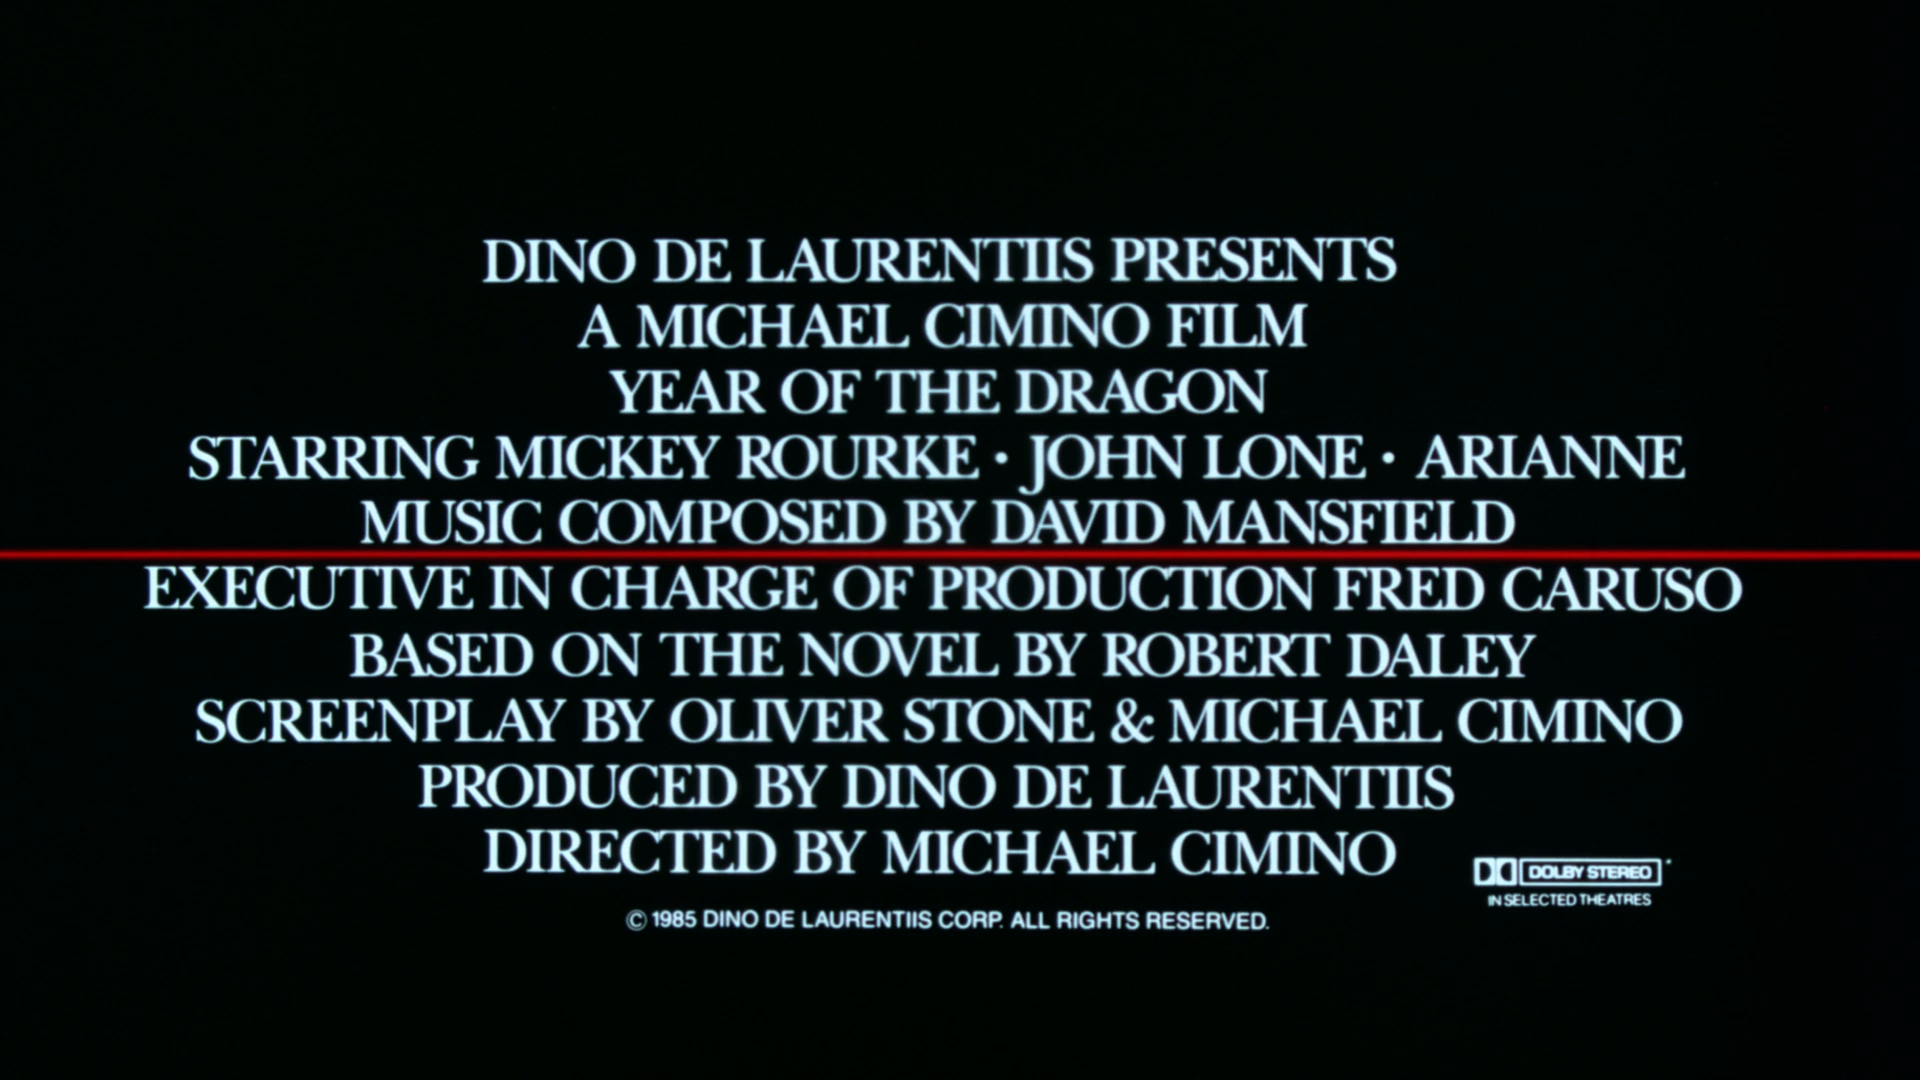 DINO DE LAURENTIIS PRESENTS
A MICHAEL CIMINO FILM
YEAR OF THE DRAGON
STARRING MICKEY ROURKE · JOHN LONE · ARIANNE
MUSIC COMPOSED BY DAVID MANSFIELD
EXECUTIVE IN CHARGE OF PRODUCTION FRED CARUSO
BASED ON THE NOVEL BY ROBERT DALEY
SCREENPLAY BY OLIVER STONE & MICHAEL CIMINO
PRODUCED BY DINO DE LAURENTIIS
DIRECTED BY MICHAEL CIMINO
DOLBY STEREO
IN SELECTED THEATRES
© 1985 DINO DE LAURENTIIS CORP. ALL RIGHTS RESERVED.